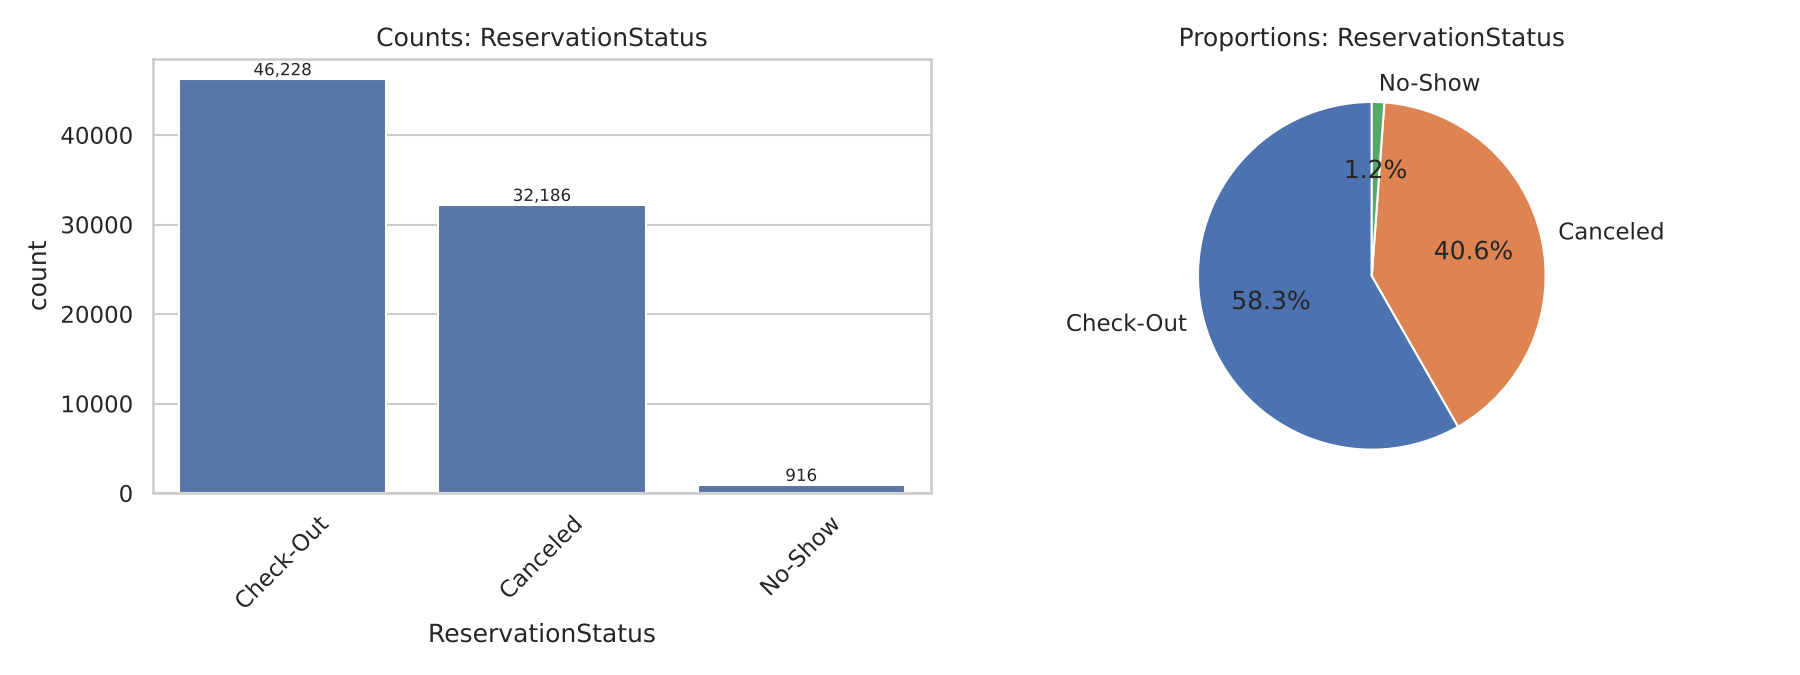 Counts: ReservationStatus
46,228
32,186
916
40000
30000
20000
10000
0
count
Check-Out
Canceled
No-Show
ReservationStatus
Proportions: ReservationStatus
No-Show
1.2%
Canceled
40.6%
58.3%
Check-Out